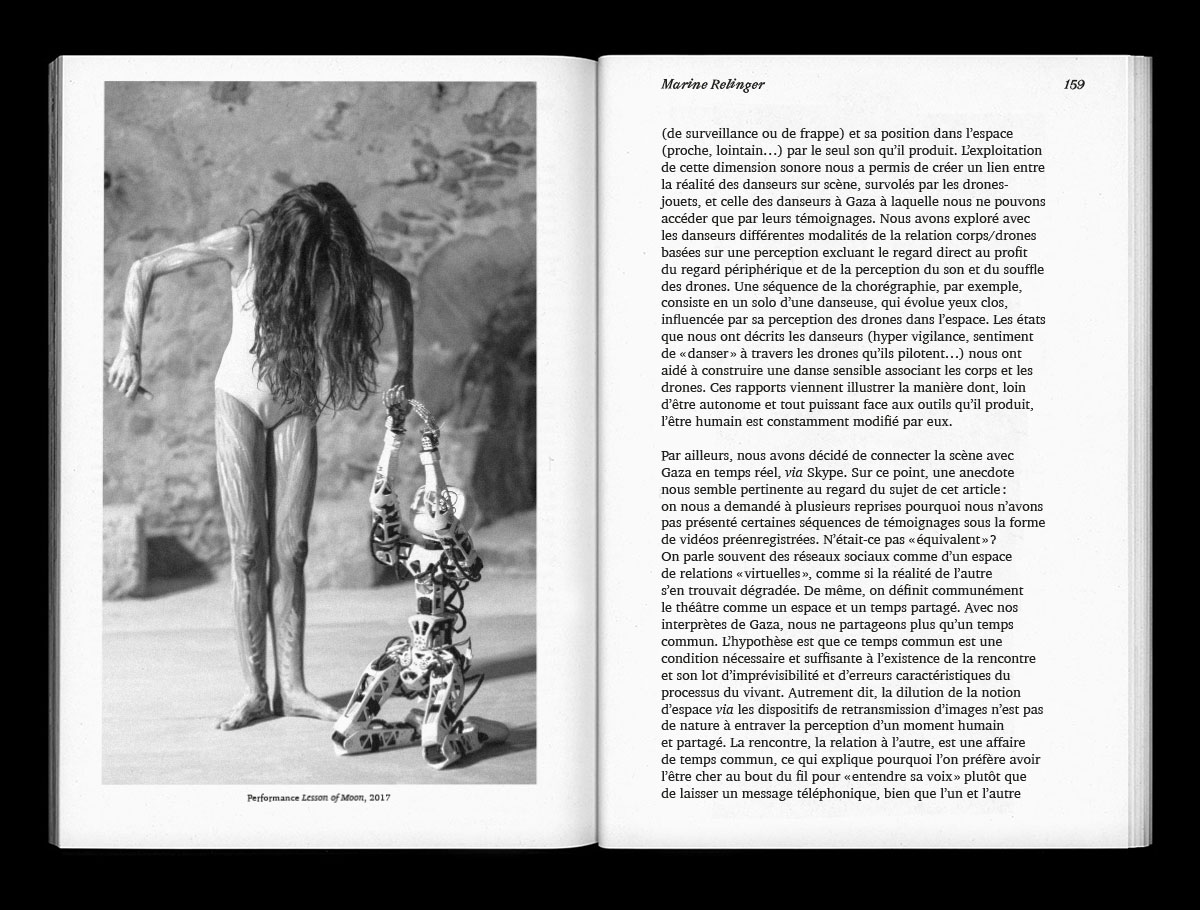 Performance Lesson of Moon, 2017
Marine Relinger 159
(de surveillance ou de frappe) et sa position dans l’espace
(proche, lointain…) par le seul son qu’il produit. L’exploitation
de cette dimension sonore nous a permis de créer un lien entre
la réalité des danseurs sur scène, survolés par les drones-
jouets, et celle des danseurs à Gaza à laquelle nous ne pouvons
accéder que par leurs témoignages. Nous avons exploré avec
les danseurs différentes modalités de la relation corps/drones
basées sur une perception excluant le regard direct au profit
du regard périphérique et de la perception du son et du souffle
des drones. Une séquence de la chorégraphie, par exemple,
consiste en un solo d’une danseuse, qui évolue yeux clos,
influencée par sa perception des drones dans l’espace. Les états
que nous ont décrits les danseurs (hyper vigilance, sentiment
de « danser » à travers les drones qu’ils pilotent…) nous ont
aidé à construire une danse sensible associant les corps et les
drones. Ces rapports viennent illustrer la manière dont, loin
d’être autonome et tout puissant face aux outils qu’il produit,
l’être humain est constamment modifié par eux.
Par ailleurs, nous avons décidé de connecter la scène avec
Gaza en temps réel, via Skype. Sur ce point, une anecdote
nous semble pertinente au regard du sujet de cet article :
on nous a demandé à plusieurs reprises pourquoi nous n’avons
pas présenté certaines séquences de témoignages sous la forme
de vidéos préenregistrées. N’était-ce pas « équivalent » ?
On parle souvent des réseaux sociaux comme d’un espace
de relations « virtuelles », comme si la réalité de l’autre
s’en trouvait dégradée. De même, on définit communément
le théâtre comme un espace et un temps partagé. Avec nos
interprètes de Gaza, nous ne partageons plus qu’un temps
commun. L’hypothèse est que ce temps commun est une
condition nécessaire et suffisante à l’existence de la rencontre
et son lot d’imprévisibilité et d’erreurs caractéristiques du
processus du vivant. Autrement dit, la dilution de la notion
d’espace via les dispositifs de retransmission d’images n’est pas
de nature à entraver la perception d’un moment humain
et partagé. La rencontre, la relation à l’autre, est une affaire
de temps commun, ce qui explique pourquoi l’on préfère avoir
l’être cher au bout du fil pour « entendre sa voix » plutôt que
de laisser un message téléphonique, bien que l’un et l’autre